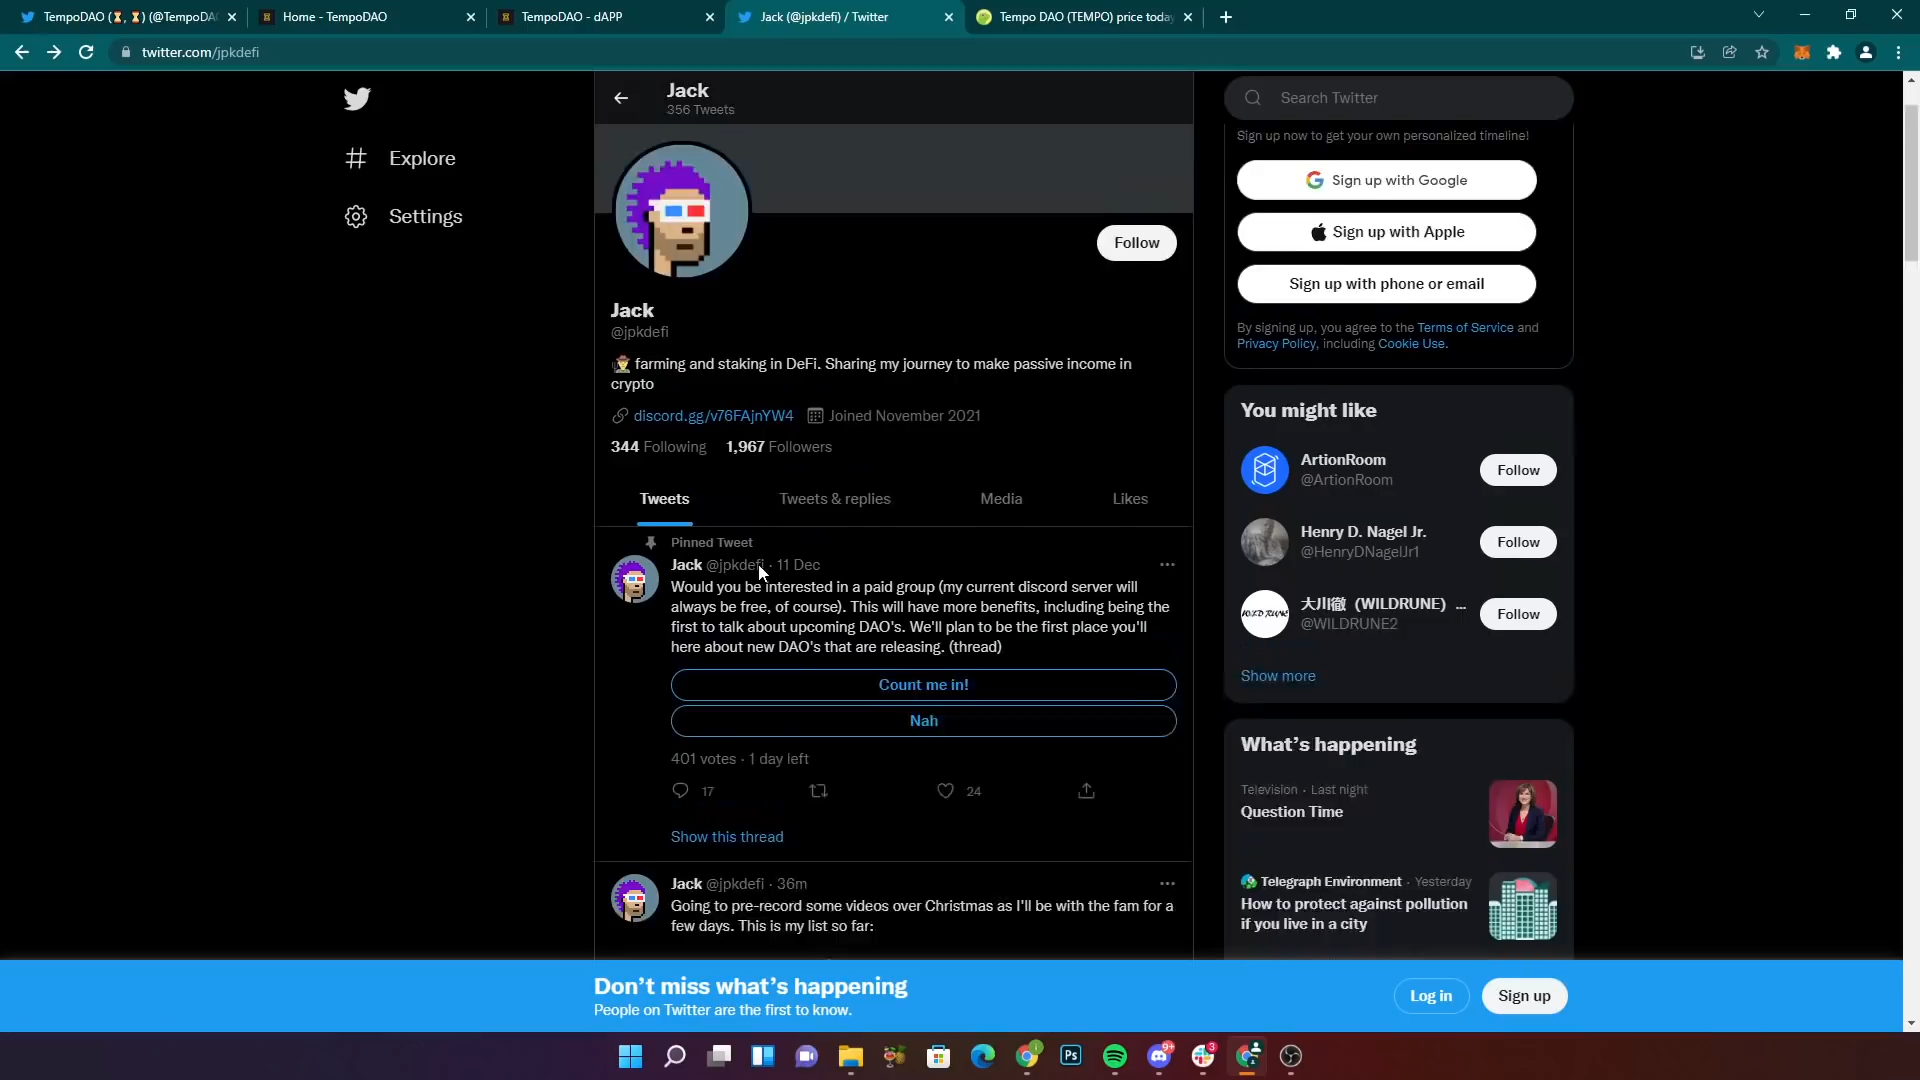 TempoDAO (⏳, ⏳) (@TempoDA
Home - TempoDAO
TempoDAO - dAPP
Jack (@jpkdefi) / Twitter
Tempo DAO (TEMPO) price today
twitter.com/jpkdefi
Explore
Settings
Jack
356 Tweets
Follow
Jack
@jpkdefi
farming and staking in DeFi. Sharing my journey to make passive income in
crypto
discord.gg/v76FAjnYW4 Joined November 2021
344 Following 1,967 Followers
Tweets Tweets & replies Media Likes
Pinned Tweet
Jack @jpkdefi · 11 Dec
Would you be interested in a paid group (my current discord server will
always be free, of course). This will have more benefits, including being the
first to talk about upcoming DAO's. We'll plan to be the first place you'll
here about new DAO's that are releasing. (thread)
Count me in!
Nah
401 votes · 1 day left
17 24
Show this thread
Jack @jpkdefi · 36m
Going to pre-record some videos over Christmas as I'll be with the fam for a
few days. This is my list so far:
Search Twitter
Sign up now to get your own personalized timeline!
Sign up with Google
Sign up with Apple
Sign up with phone or email
By signing up, you agree to the Terms of Service and
Privacy Policy, including Cookie Use.
You might like
ArtionRoom
@ArtionRoom
Follow
Henry D. Nagel Jr.
@HenryDNagelJr1
Follow
大川徹（WILDRUNE) ...
@WILDRUNE2
Follow
WILD RUNE
Show more
What's happening
Television · Last night
Question Time
Telegraph Environment · Yesterday
How to protect against pollution
if you live in a city
Don't miss what's happening
People on Twitter are the first to know.
Log in
Sign up
Ps
9+
3